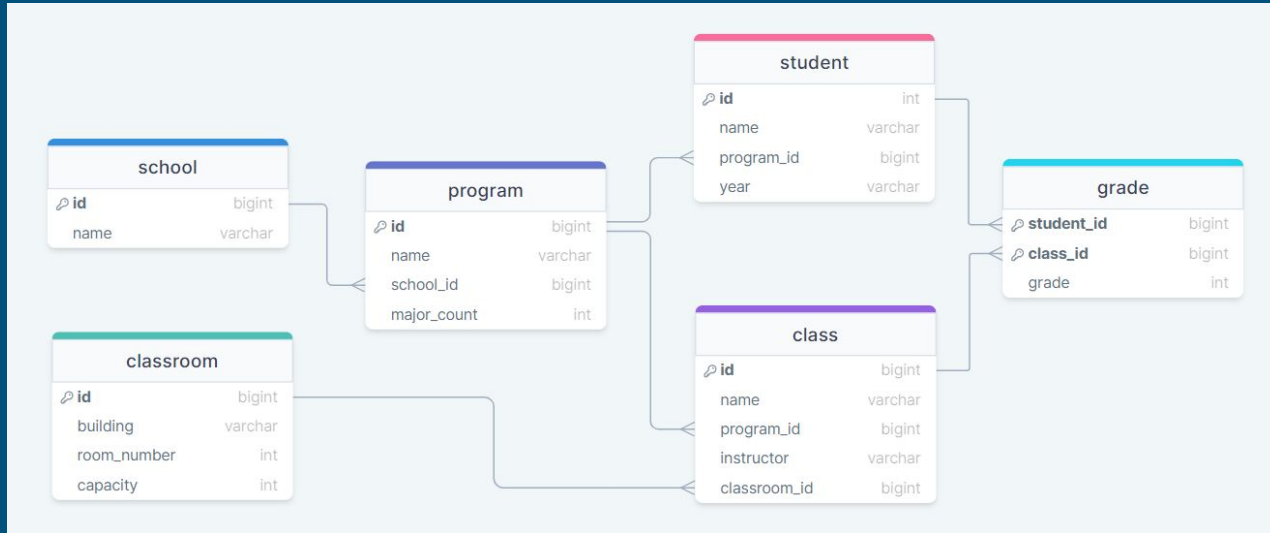 school
id bigint
name varchar
classroom
id bigint
building varchar
room_number int
capacity int
program
id bigint
name varchar
school_id bigint
major_count int
student
id int
name varchar
program_id bigint
year varchar
class
id bigint
name varchar
program_id bigint
instructor varchar
classroom_id bigint
grade
student_id bigint
class_id bigint
grade int